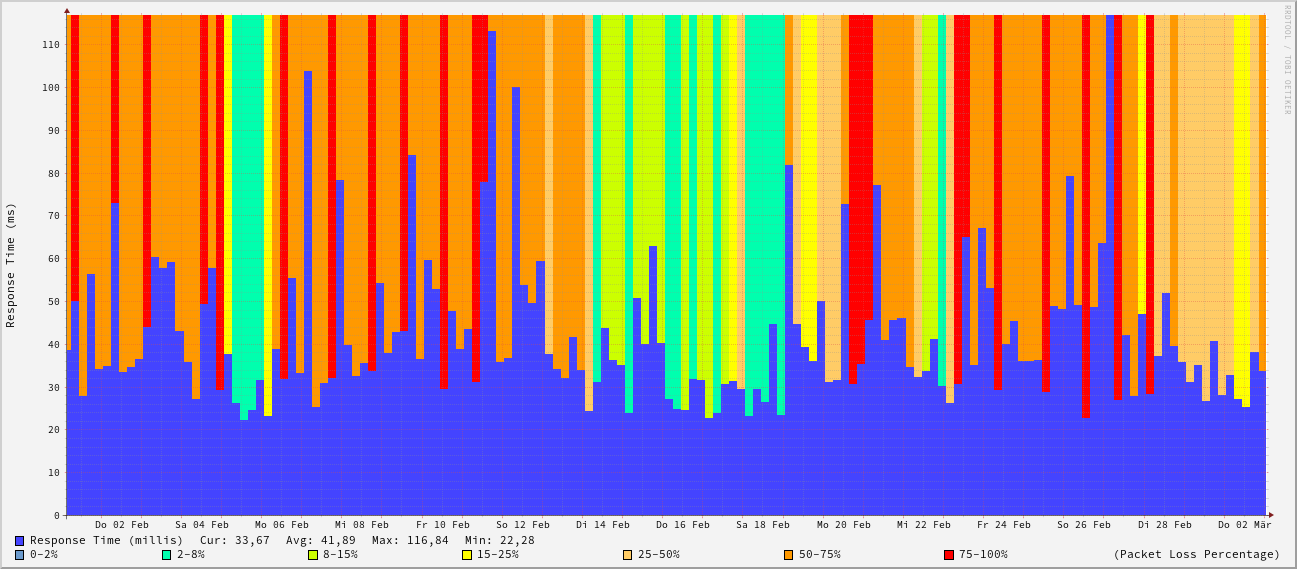 RRDTOOL / TOBI OETIKER
Response Time (ms)
110
100
90
80
70
60
50
40
30
20
10
0
Do 02 Feb Sa 04 Feb Mo 06 Feb Mi 08 Feb Fr 10 Feb So 12 Feb Di 14 Feb Do 16 Feb Sa 18 Feb Mo 20 Feb Mi 22 Feb Fr 24 Feb So 26 Feb Di 28 Feb Do 02 Mär
Response Time (millis) Cur: 33,67 Avg: 41,89 Max: 116,84 Min: 22,28
0-2% 2-8% 8-15% 15-25% 25-50% 50-75% 75-100% (Packet Loss Percentage)